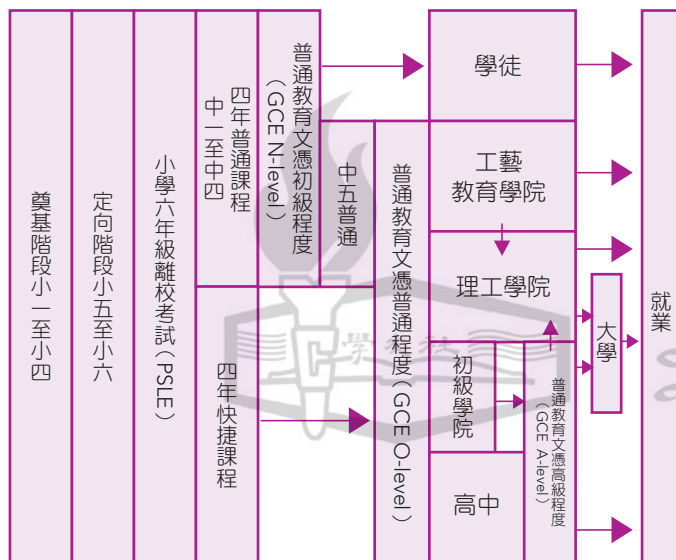 奠基階段小一至小四
定向階段小五至小六
小學六年級離校考試(PSLE)
四年普通課程
中一至中四
四年快捷課程
普通教育文憑初級程度
(GCE N-level)
中五普通
普通教育文憑普通程度(GCE O-level)
學徒
工藝
教育學院
理工學院
初級學院
高中
普通教育文憑高級程度
(GCE A-level)
大學
就業